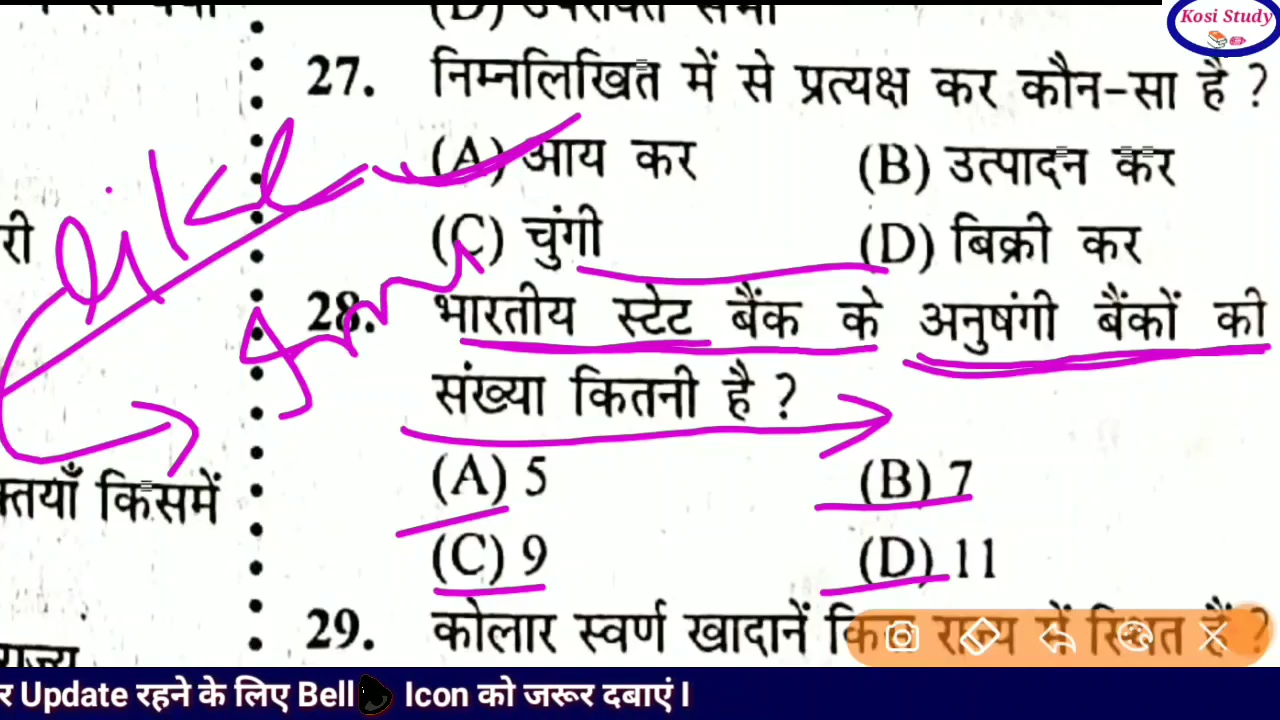 Kosi Study
27. निम्नलिखित में से प्रत्यक्ष कर कौन-सा है ?
(A) आय कर (B) उत्पादन कर
(C) चुंगी (D) बिक्री कर
री
28. भारतीय स्टेट बैंक के अनुषंगी बैंकों की
संख्या कितनी है ?
(A) 5 (B) 7
क्तयाँ किसमें
(C) 9 (D) 11
29. कोलार स्वर्ण खादानें किस राज्य में स्थित हैं ?
र Update रहने के लिए Bell Icon को जरूर दबाएं l